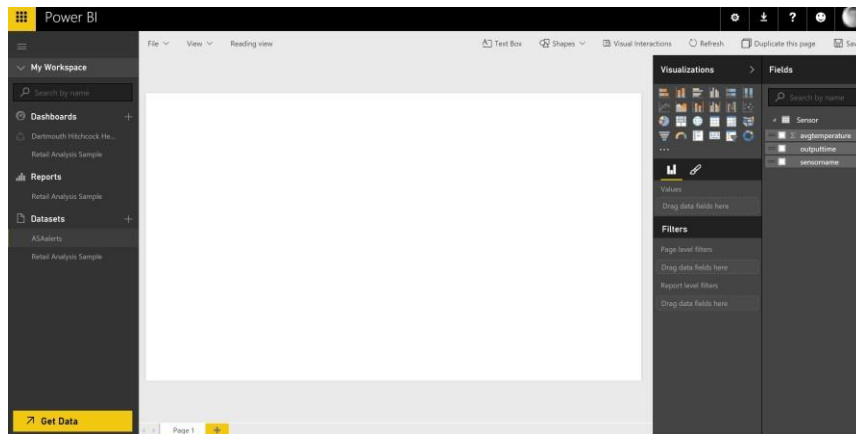 Power BI
?
File View Reading view Text Box Shapes Visual Interactions Refresh Duplicate this page
My Workspace
Search by name
Dashboards +
Dartmouth Hitchcock He...
Retail Analysis Sample
Reports
Retail Analysis Sample
Datasets +
ASAalerts
Retail Analysis Sample
Get Data
Page 1 +
Visualizations >
...
Values
Drag data fields here
Filters
Page level filters
Drag data fields here
Report level filters
Drag data fields here
Fields
Search by name
Sensor
Σ avgtemperature
outputtime
sensorname